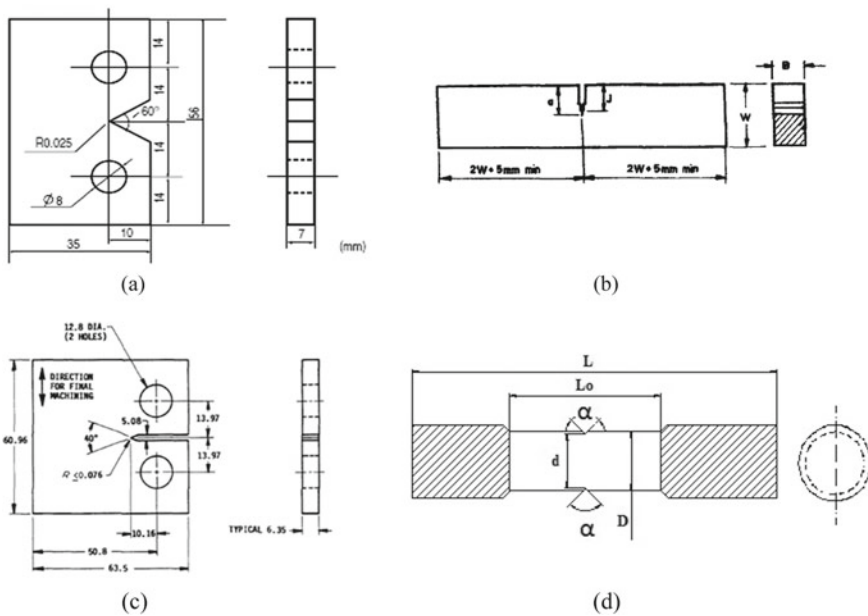 14
14
60°
56
R0.025
14
Ø8
14
10
35
7
(mm)
(a)
B
a
W
2W+5mm min
2W+5mm min
(b)
12.8 DIA.
(2 HOLES)
DIRECTION
FOR FINAL
MACHINING
5.08
13.97
60.96
40°
13.97
R ≤0.076
10.16
TYPICAL 6.35
50.8
63.5
(c)
L
Lo
α
d
α
D
(d)